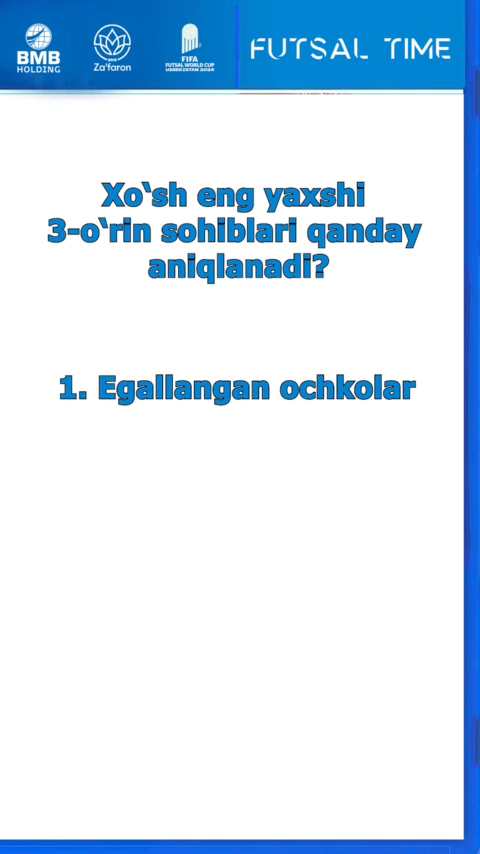 BMB
HOLDING
Za'faron
FIFA
FUTSAL WORLD CUP
UZBEKISTAN 2024
FUTSAL TIME
Xo‘sh eng yaxshi
3-o‘rin sohiblari qanday
aniqlanadi?
1. Egallangan ochkolar